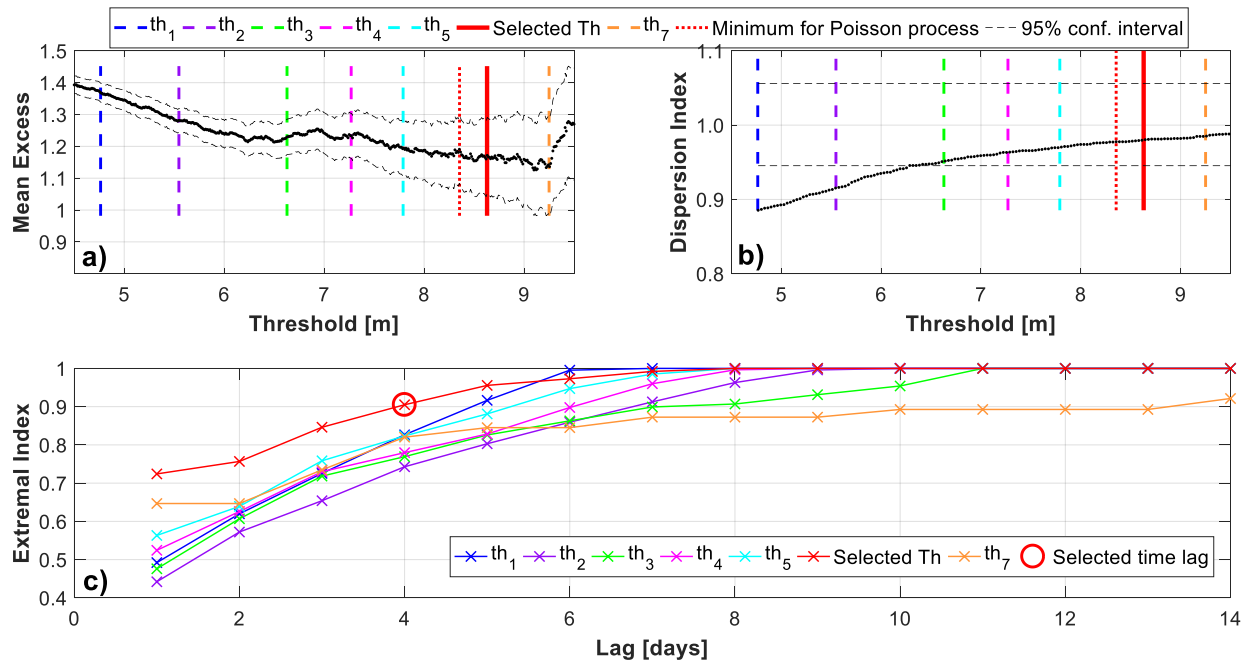 th1 th2 th3 th4 th5 Selected Th th7 Minimum for Poisson process 95% conf. interval
1.5
1.4
1.3
1.2
1.1
1
0.9
Mean Excess
a)
5 6 7 8 9
Threshold [m]
1.1
1.0
0.9
0.8
Dispersion Index
b)
5 6 7 8 9
Threshold [m]
1
0.9
0.8
0.7
0.6
0.5
0.4
Extremal Index
c)
th1 th2 th3 th4 th5 Selected Th th7 Selected time lag
0 2 4 6 8 10 12 14
Lag [days]